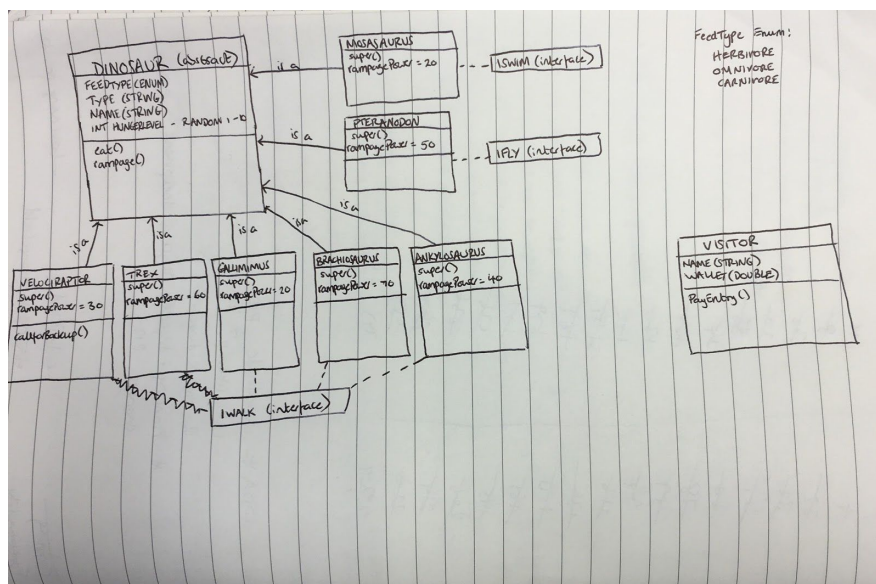 DINOSAUR (abstract)
FEEDTYPE (ENUM)
TYPE (STRING)
NAME (STRING)
INT HUNGERLEVEL - RANDOM 1-10
eat()
rampage()
is a
MOSASAURUS
super()
rampagePower = 20
ISWIM (interface)
is a
PTERANODON
super()
rampagePower = 50
IFLY (interface)
FeedType Enum:
HERBIVORE
OMNIVORE
CARNIVORE
is a
is a
is a
is a
is a
VELOCIRAPTOR
super()
rampagePower = 30
callforBackup()
TREX
super()
rampagePower = 60
GALLIMIMUS
super()
rampagePower = 20
BRACHIOSAURUS
super()
rampagePower = 70
ANKYLOSAURUS
super()
rampagePower = 40
IWALK (interface)
VISITOR
NAME (STRING)
WALLET (DOUBLE)
PayEntry()